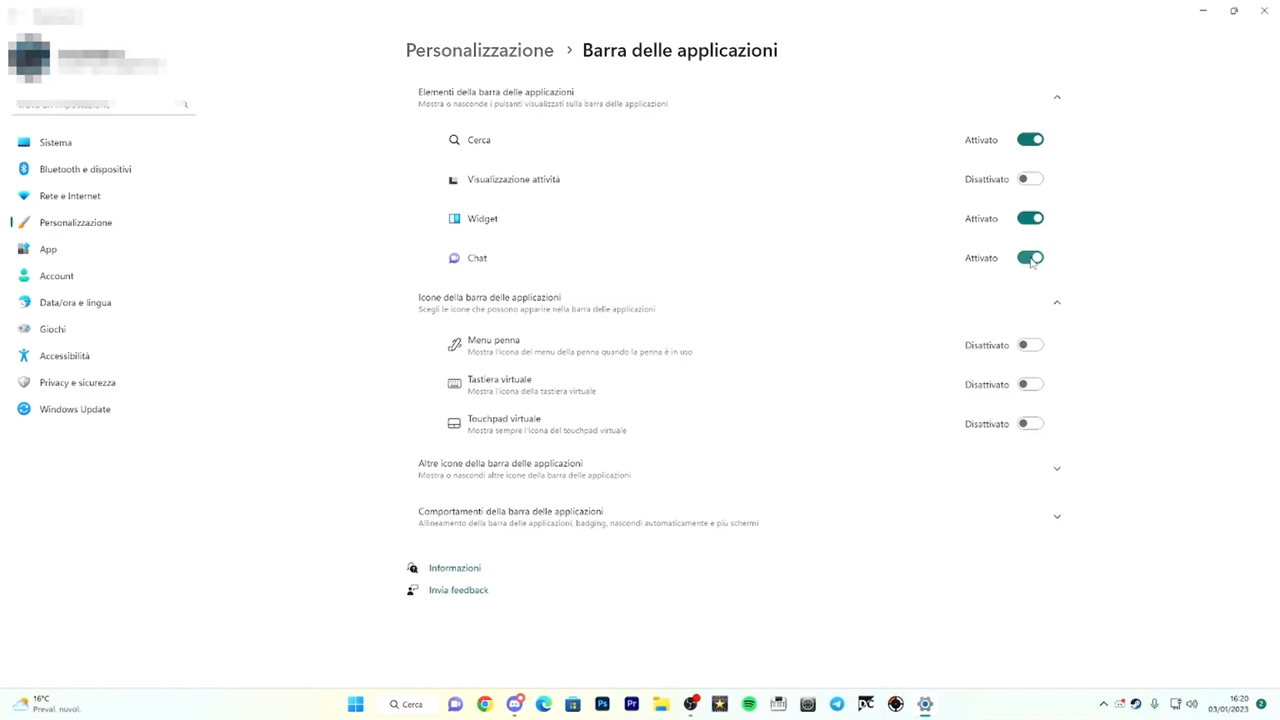 Personalizzazione › Barra delle applicazioni
Elementi della barra delle applicazioni
Mostra o nasconde i pulsanti visualizzati sulla barra delle applicazioni
Cerca Attivato
Visualizzazione attività Disattivato
Widget Attivato
Chat Attivato
Icone della barra delle applicazioni
Scegli le icone che possono apparire nella barra delle applicazioni
Menu penna
Mostra l'icona del menu della penna quando la penna è in uso
Disattivato
Tastiera virtuale
Mostra l'icona della tastiera virtuale
Disattivato
Touchpad virtuale
Mostra sempre l'icona del touchpad virtuale
Disattivato
Altre icone della barra delle applicazioni
Mostra o nascondi altre icone della barra delle applicazioni
Comportamenti della barra delle applicazioni
Allineamento della barra delle applicazioni, badging, nascondi automaticamente e più schermi
Informazioni
Invia feedback
Sistema
Bluetooth e dispositivi
Rete e Internet
Personalizzazione
App
Account
Data/ora e lingua
Giochi
Accessibilità
Privacy e sicurezza
Windows Update
16°C
Preval. nuvol.
Cerca
Ps
Pr
16:20
03/01/2023
2